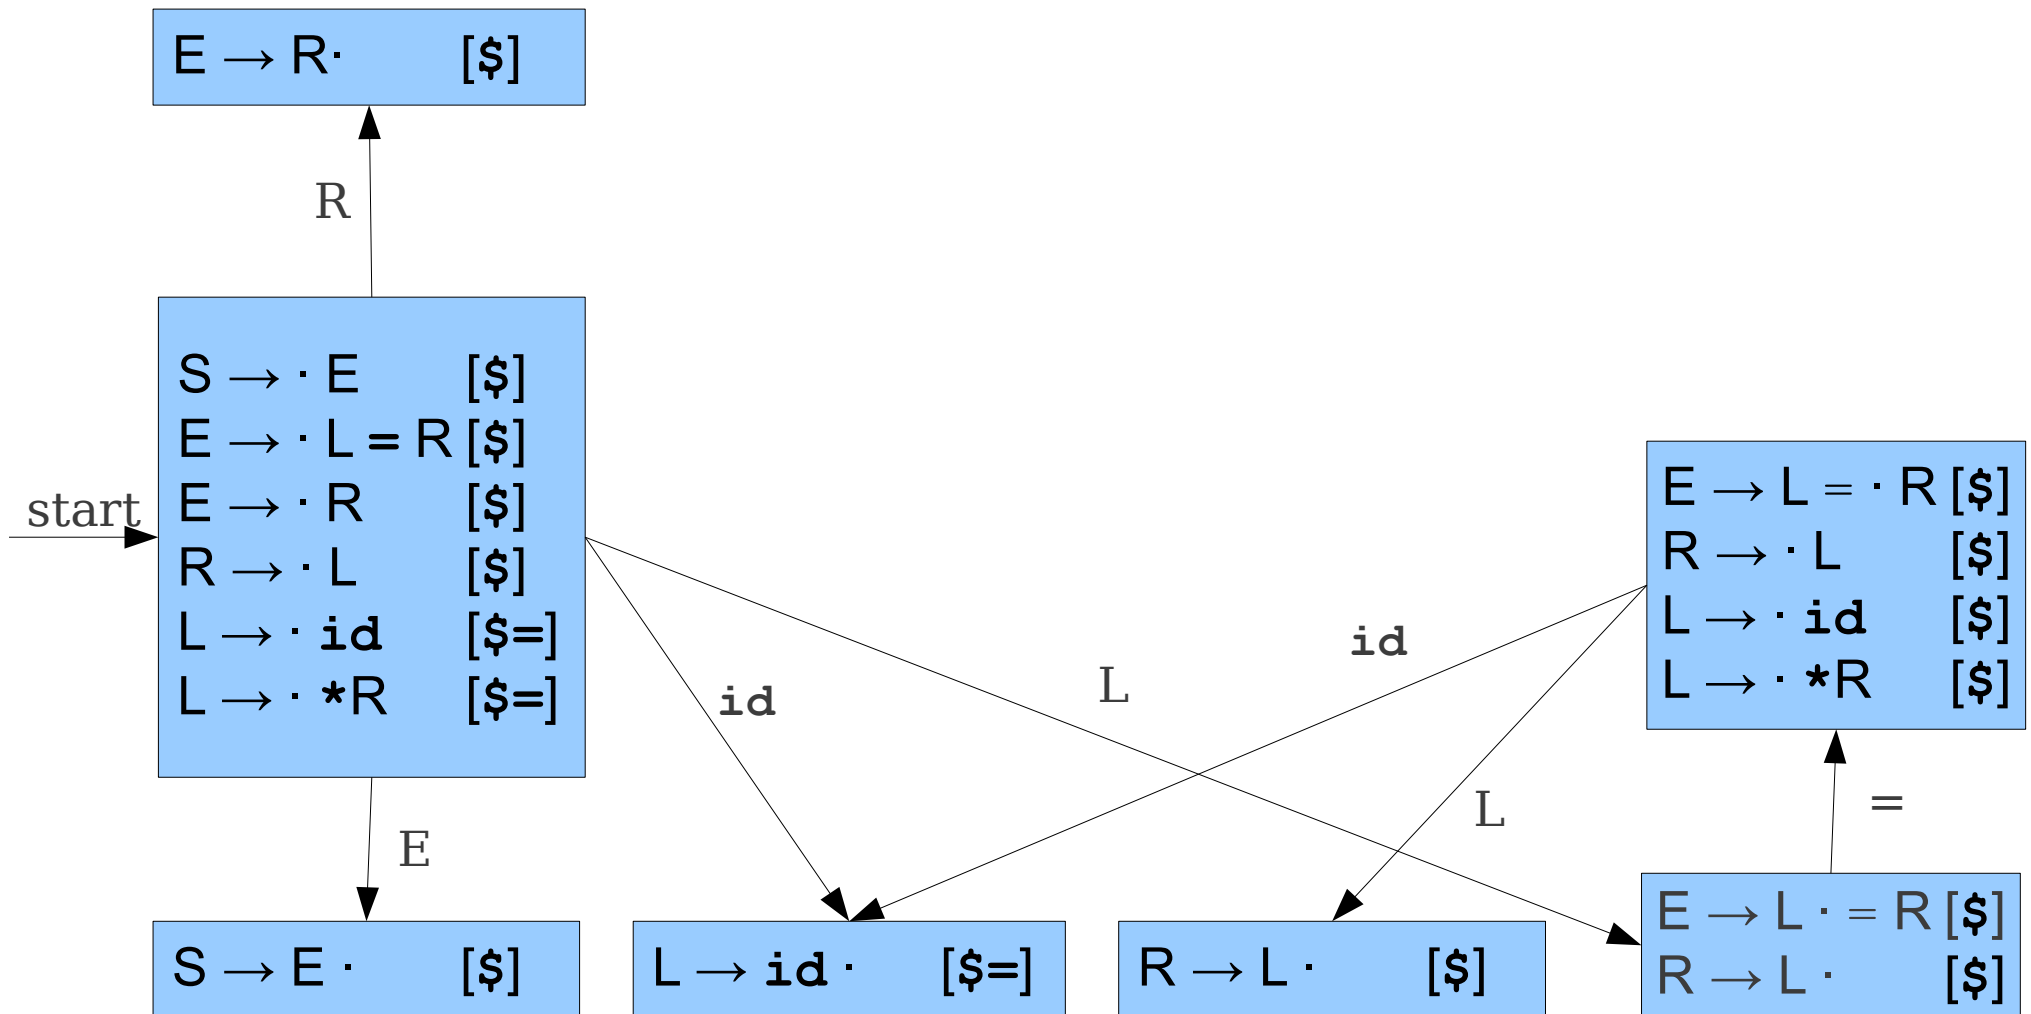 E → R· [$]
R
S → · E [$]
E → · L = R [$]
E → · R [$]
R → · L [$]
L → · id [$=]
L → · *R [$=]
start
E → L = · R [$]
R → · L [$]
L → · id [$]
L → · *R [$]
id
L
id
L
=
E
S → E · [$]
L → id · [$=]
R → L · [$]
E → L · = R [$]
R → L · [$]